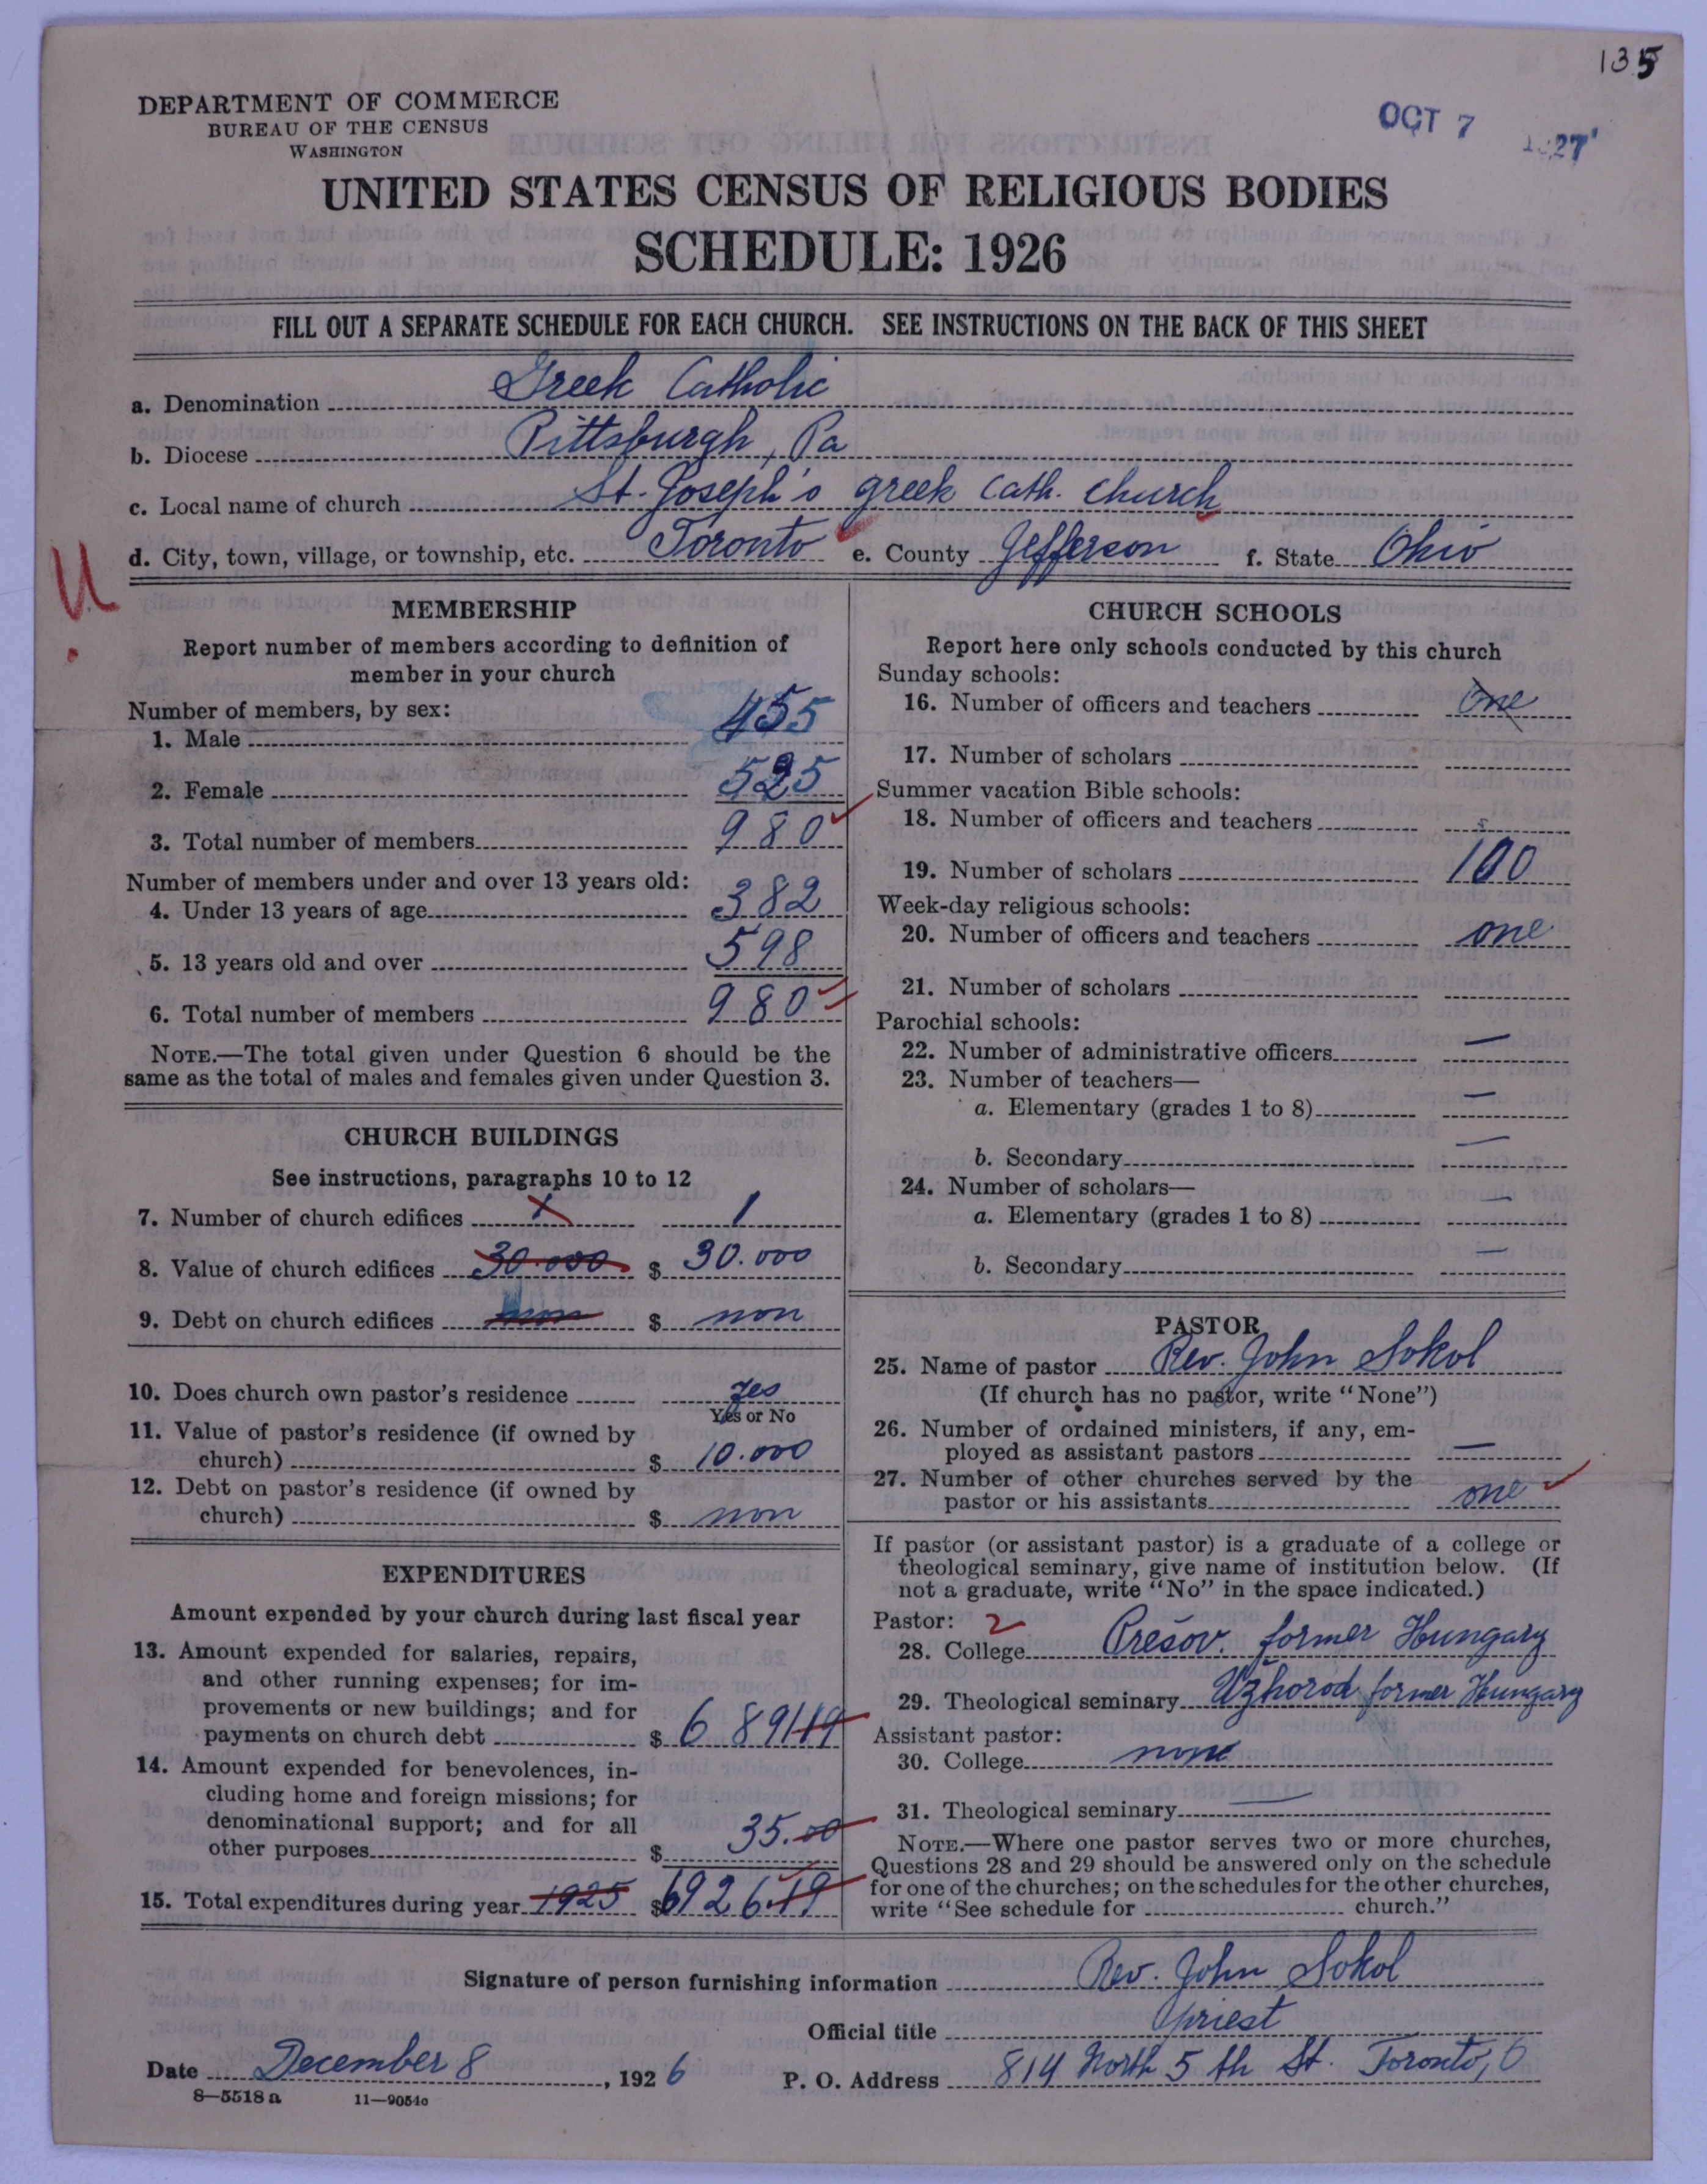 135
DEPARTMENT OF COMMERCE
BUREAU OF THE CENSUS
WASHINGTON
OCT 7 1927
UNITED STATES CENSUS OF RELIGIOUS BODIES
SCHEDULE: 1926
FILL OUT A SEPARATE SCHEDULE FOR EACH CHURCH. SEE INSTRUCTIONS ON THE BACK OF THIS SHEET
a. Denomination Greek Catholic
b. Diocese Pittsburgh, Pa
c. Local name of church St. Joseph's greek Cath. Church
d. City, town, village, or township, etc. Toronto e. County Jefferson f. State Ohio
MEMBERSHIP
Report number of members according to definition of
member in your church
Number of members, by sex:
1. Male 455
2. Female 525
3. Total number of members 980
Number of members under and over 13 years old:
4. Under 13 years of age 382
5. 13 years old and over 598
6. Total number of members 980
NOTE.—The total given under Question 6 should be the
same as the total of males and females given under Question 3.
CHURCH BUILDINGS
See instructions, paragraphs 10 to 12
7. Number of church edifices 1 1
8. Value of church edifices 30.000 $ 30.000
9. Debt on church edifices non $ non
10. Does church own pastor's residence yes
Yes or No
11. Value of pastor's residence (if owned by
church) $ 10.000
12. Debt on pastor's residence (if owned by
church) $ non
EXPENDITURES
Amount expended by your church during last fiscal year
13. Amount expended for salaries, repairs,
and other running expenses; for im-
provements or new buildings; and for
payments on church debt $ 6 891 19
14. Amount expended for benevolences, in-
cluding home and foreign missions; for
denominational support; and for all
other purposes $ 35.00
15. Total expenditures during year 1925 $ 6926.19
CHURCH SCHOOLS
Report here only schools conducted by this church
Sunday schools:
16. Number of officers and teachers One
17. Number of scholars
Summer vacation Bible schools:
18. Number of officers and teachers
19. Number of scholars 100
Week-day religious schools:
20. Number of officers and teachers one
21. Number of scholars
Parochial schools:
22. Number of administrative officers —
23. Number of teachers—
a. Elementary (grades 1 to 8) —
b. Secondary —
24. Number of scholars—
a. Elementary (grades 1 to 8) —
b. Secondary —
PASTOR
25. Name of pastor Rev. John Sokol
(If church has no pastor, write "None")
26. Number of ordained ministers, if any, em-
ployed as assistant pastors —
27. Number of other churches served by the
pastor or his assistants one
If pastor (or assistant pastor) is a graduate of a college or
theological seminary, give name of institution below. (If
not a graduate, write "No" in the space indicated.)
Pastor: 2
28. College Presov. former Hungary
29. Theological seminary Užhorod former Hungary
Assistant pastor:
30. College none
31. Theological seminary —
NOTE.—Where one pastor serves two or more churches,
Questions 28 and 29 should be answered only on the schedule
for one of the churches; on the schedules for the other churches,
write "See schedule for church."
Signature of person furnishing information Rev. John Sokol
Official title priest
Date December 8, 1926 P. O. Address 814 North 5 th St. Toronto, O
8—5518 a 11—9051c